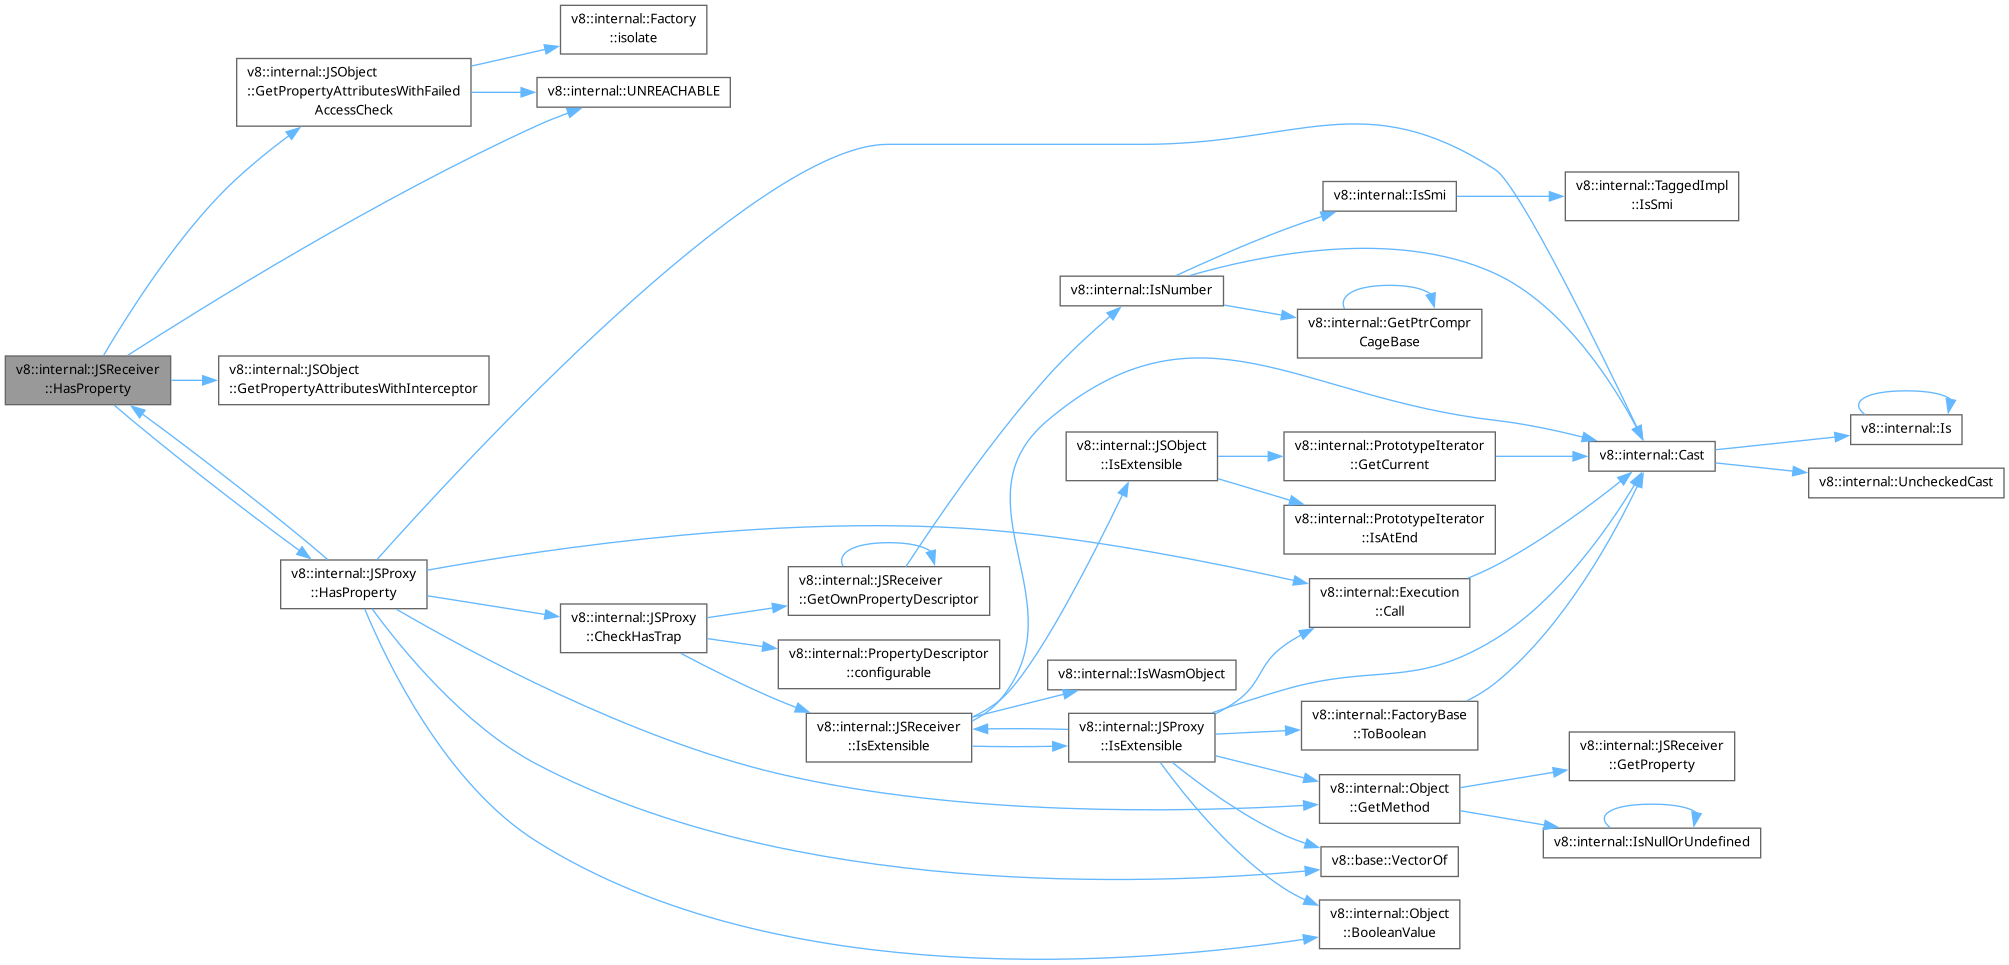 v8::internal::Factory
::isolate
v8::internal::JSObject
::GetPropertyAttributesWithFailed
AccessCheck
v8::internal::UNREACHABLE
v8::internal::IsSmi
v8::internal::TaggedImpl
::IsSmi
v8::internal::IsNumber
v8::internal::GetPtrCompr
CageBase
v8::internal::JSReceiver
::HasProperty
v8::internal::JSObject
::GetPropertyAttributesWithInterceptor
v8::internal::JSObject
::IsExtensible
v8::internal::PrototypeIterator
::GetCurrent
v8::internal::Cast
v8::internal::Is
v8::internal::UncheckedCast
v8::internal::PrototypeIterator
::IsAtEnd
v8::internal::JSProxy
::HasProperty
v8::internal::JSReceiver
::GetOwnPropertyDescriptor
v8::internal::Execution
::Call
v8::internal::JSProxy
::CheckHasTrap
v8::internal::PropertyDescriptor
::configurable
v8::internal::IsWasmObject
v8::internal::JSReceiver
::IsExtensible
v8::internal::JSProxy
::IsExtensible
v8::internal::FactoryBase
::ToBoolean
v8::internal::JSReceiver
::GetProperty
v8::internal::Object
::GetMethod
v8::internal::IsNullOrUndefined
v8::base::VectorOf
v8::internal::Object
::BooleanValue